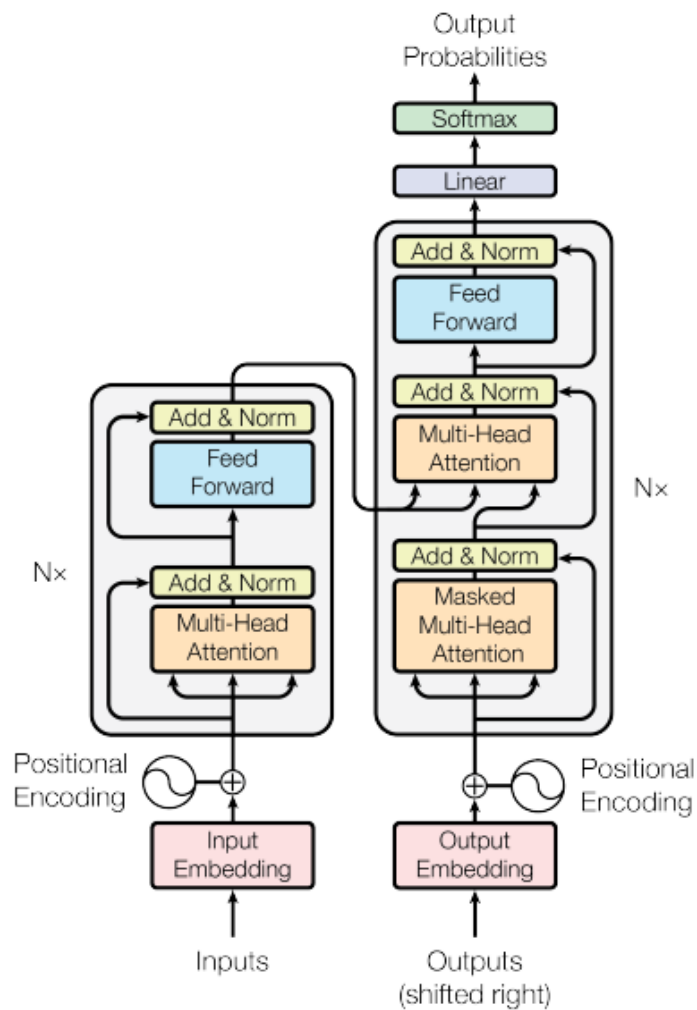 Output
Probabilities
Softmax
Linear
Add & Norm
Feed
Forward
Add & Norm
Multi-Head
Attention
Nx
Add & Norm
Masked
Multi-Head
Attention
Add & Norm
Feed
Forward
Nx
Add & Norm
Multi-Head
Attention
Positional
Encoding
Positional
Encoding
Input
Embedding
Output
Embedding
Inputs
Outputs
(shifted right)